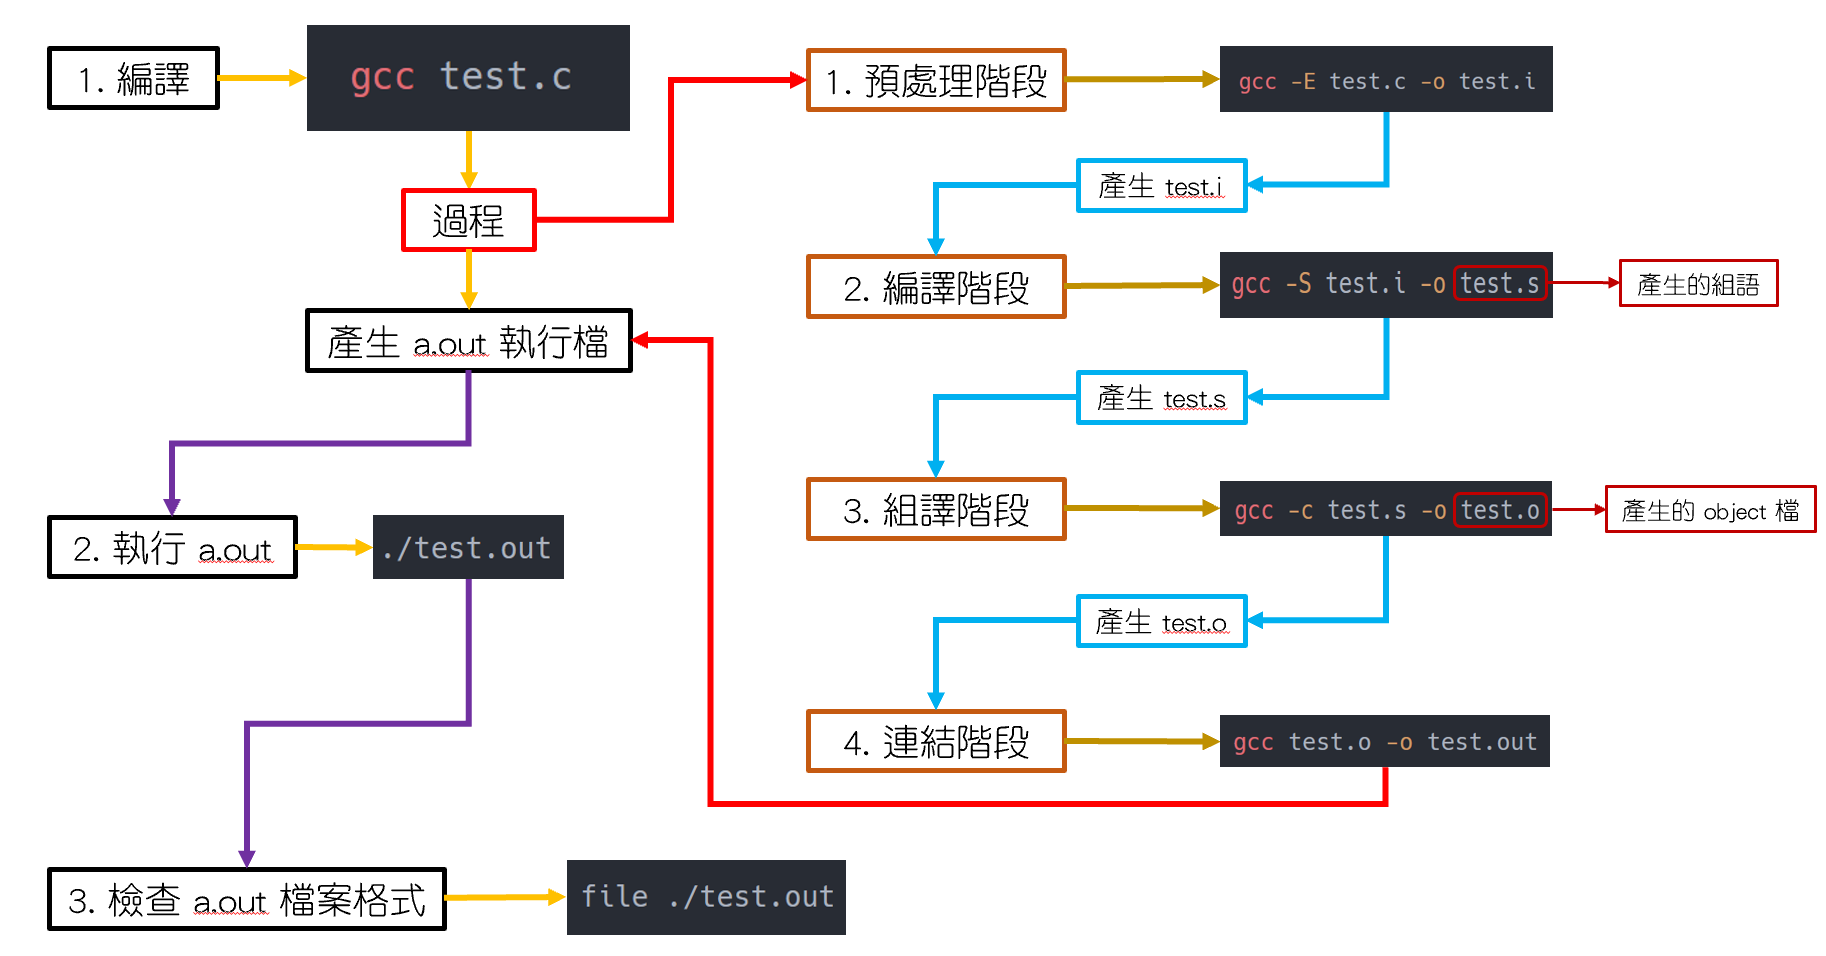 1. 編譯
gcc test.c
過程
產生 a.out 執行檔
2. 執行 a.out
./test.out
3. 檢查 a.out 檔案格式
file ./test.out
1. 預處理階段
gcc -E test.c -o test.i
產生 test.i
2. 編譯階段
gcc -S test.i -o test.s
產生的組語
產生 test.s
3. 組譯階段
gcc -c test.s -o test.o
產生的 object 檔
產生 test.o
4. 連結階段
gcc test.o -o test.out